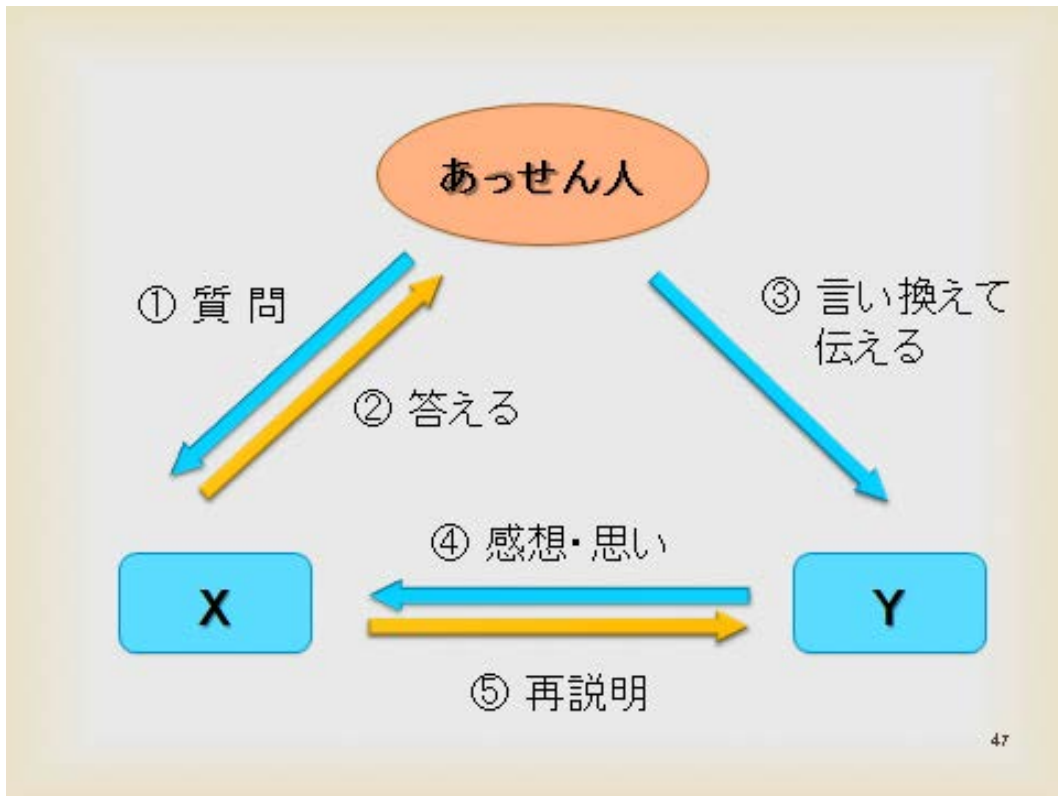 あっせん人
① 質 問
③ 言い換えて
伝える
② 答える
④ 感想・思い
X
Y
⑤ 再説明
47